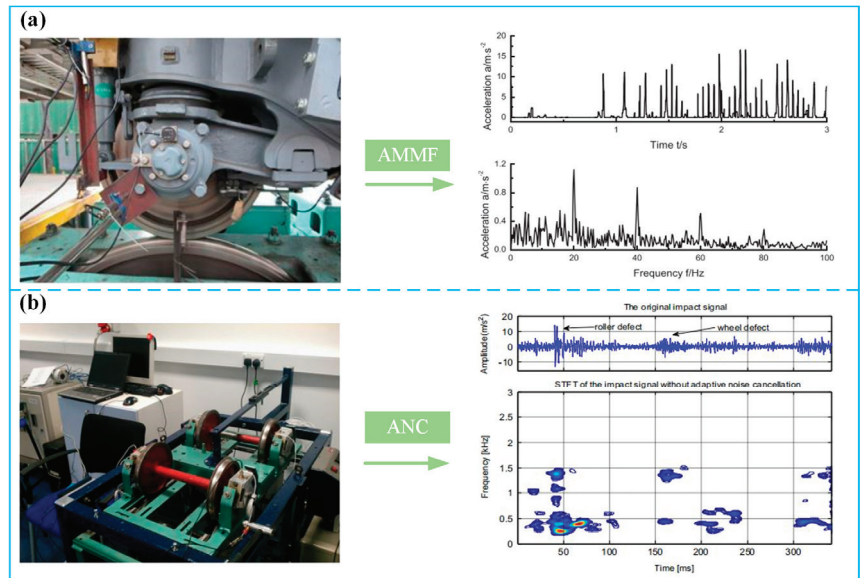 (a)
AMMF
Acceleration a/m·s⁻²
20
15
10
5
0
0 1 2 3
Time t/s
Acceleration a/m·s⁻²
1.2
0.8
0.4
0.0
0 20 40 60 80 100
Frequency f/Hz
(b)
ANC
The original impact signal
Amplitude(m/s²)
20
10
0
-10
roller defect
wheel defect
STFT of the impact signal without adaptive noise cancellation
Frequency [kHz]
3
2.5
2
1.5
1
0.5
0
50 100 150 200 250 300
Time [ms]